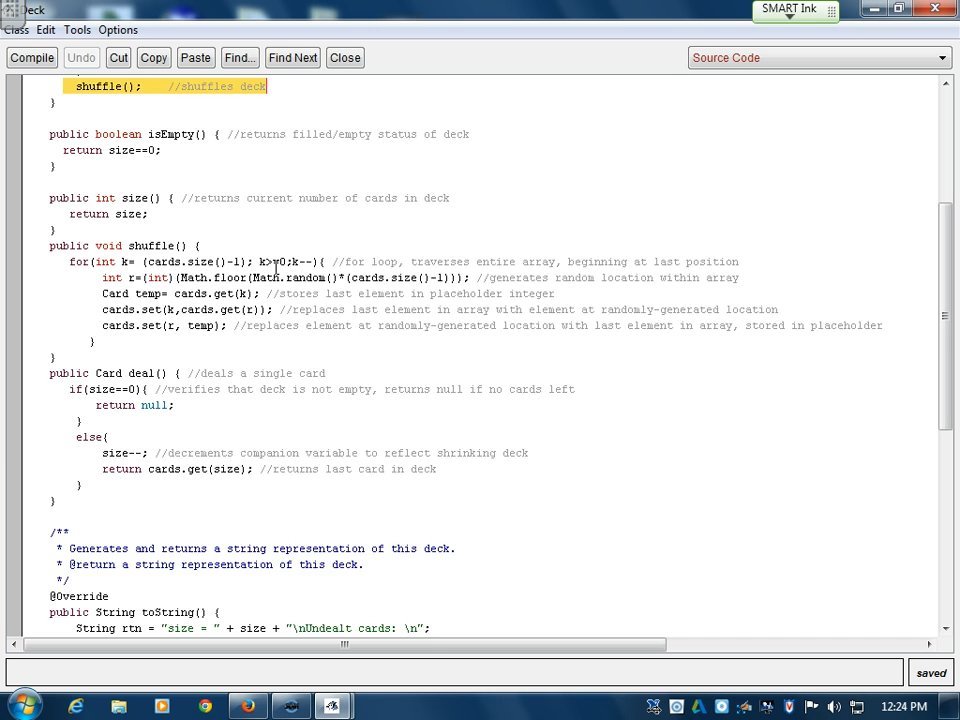 Deck
SMART Ink
Class Edit Tools Options
Compile Undo Cut Copy Paste Find... Find Next Close Source Code
shuffle(); //shuffles deck
}
public boolean isEmpty() { //returns filled/empty status of deck
return size==0;
}
public int size() { //returns current number of cards in deck
return size;
}
public void shuffle() {
for(int k= (cards.size()-1); k>=0;k--){ //for loop, traverses entire array, beginning at last position
int r=(int)(Math.floor(Math.random()*(cards.size()-1))); //generates random location within array
Card temp= cards.get(k); //stores last element in placeholder integer
cards.set(k,cards.get(r)); //replaces last element in array with element at randomly-generated location
cards.set(r, temp); //replaces element at randomly-generated location with last element in array, stored in placeholder
}
}
public Card deal() { //deals a single card
if(size==0){ //verifies that deck is not empty, returns null if no cards left
return null;
}
else{
size--; //decrements companion variable to reflect shrinking deck
return cards.get(size); //returns last card in deck
}
}
/**
* Generates and returns a string representation of this deck.
* @return a string representation of this deck.
*/
@Override
public String toString() {
String rtn = "size = " + size + "\nUndealt cards: \n";
saved
12:24 PM